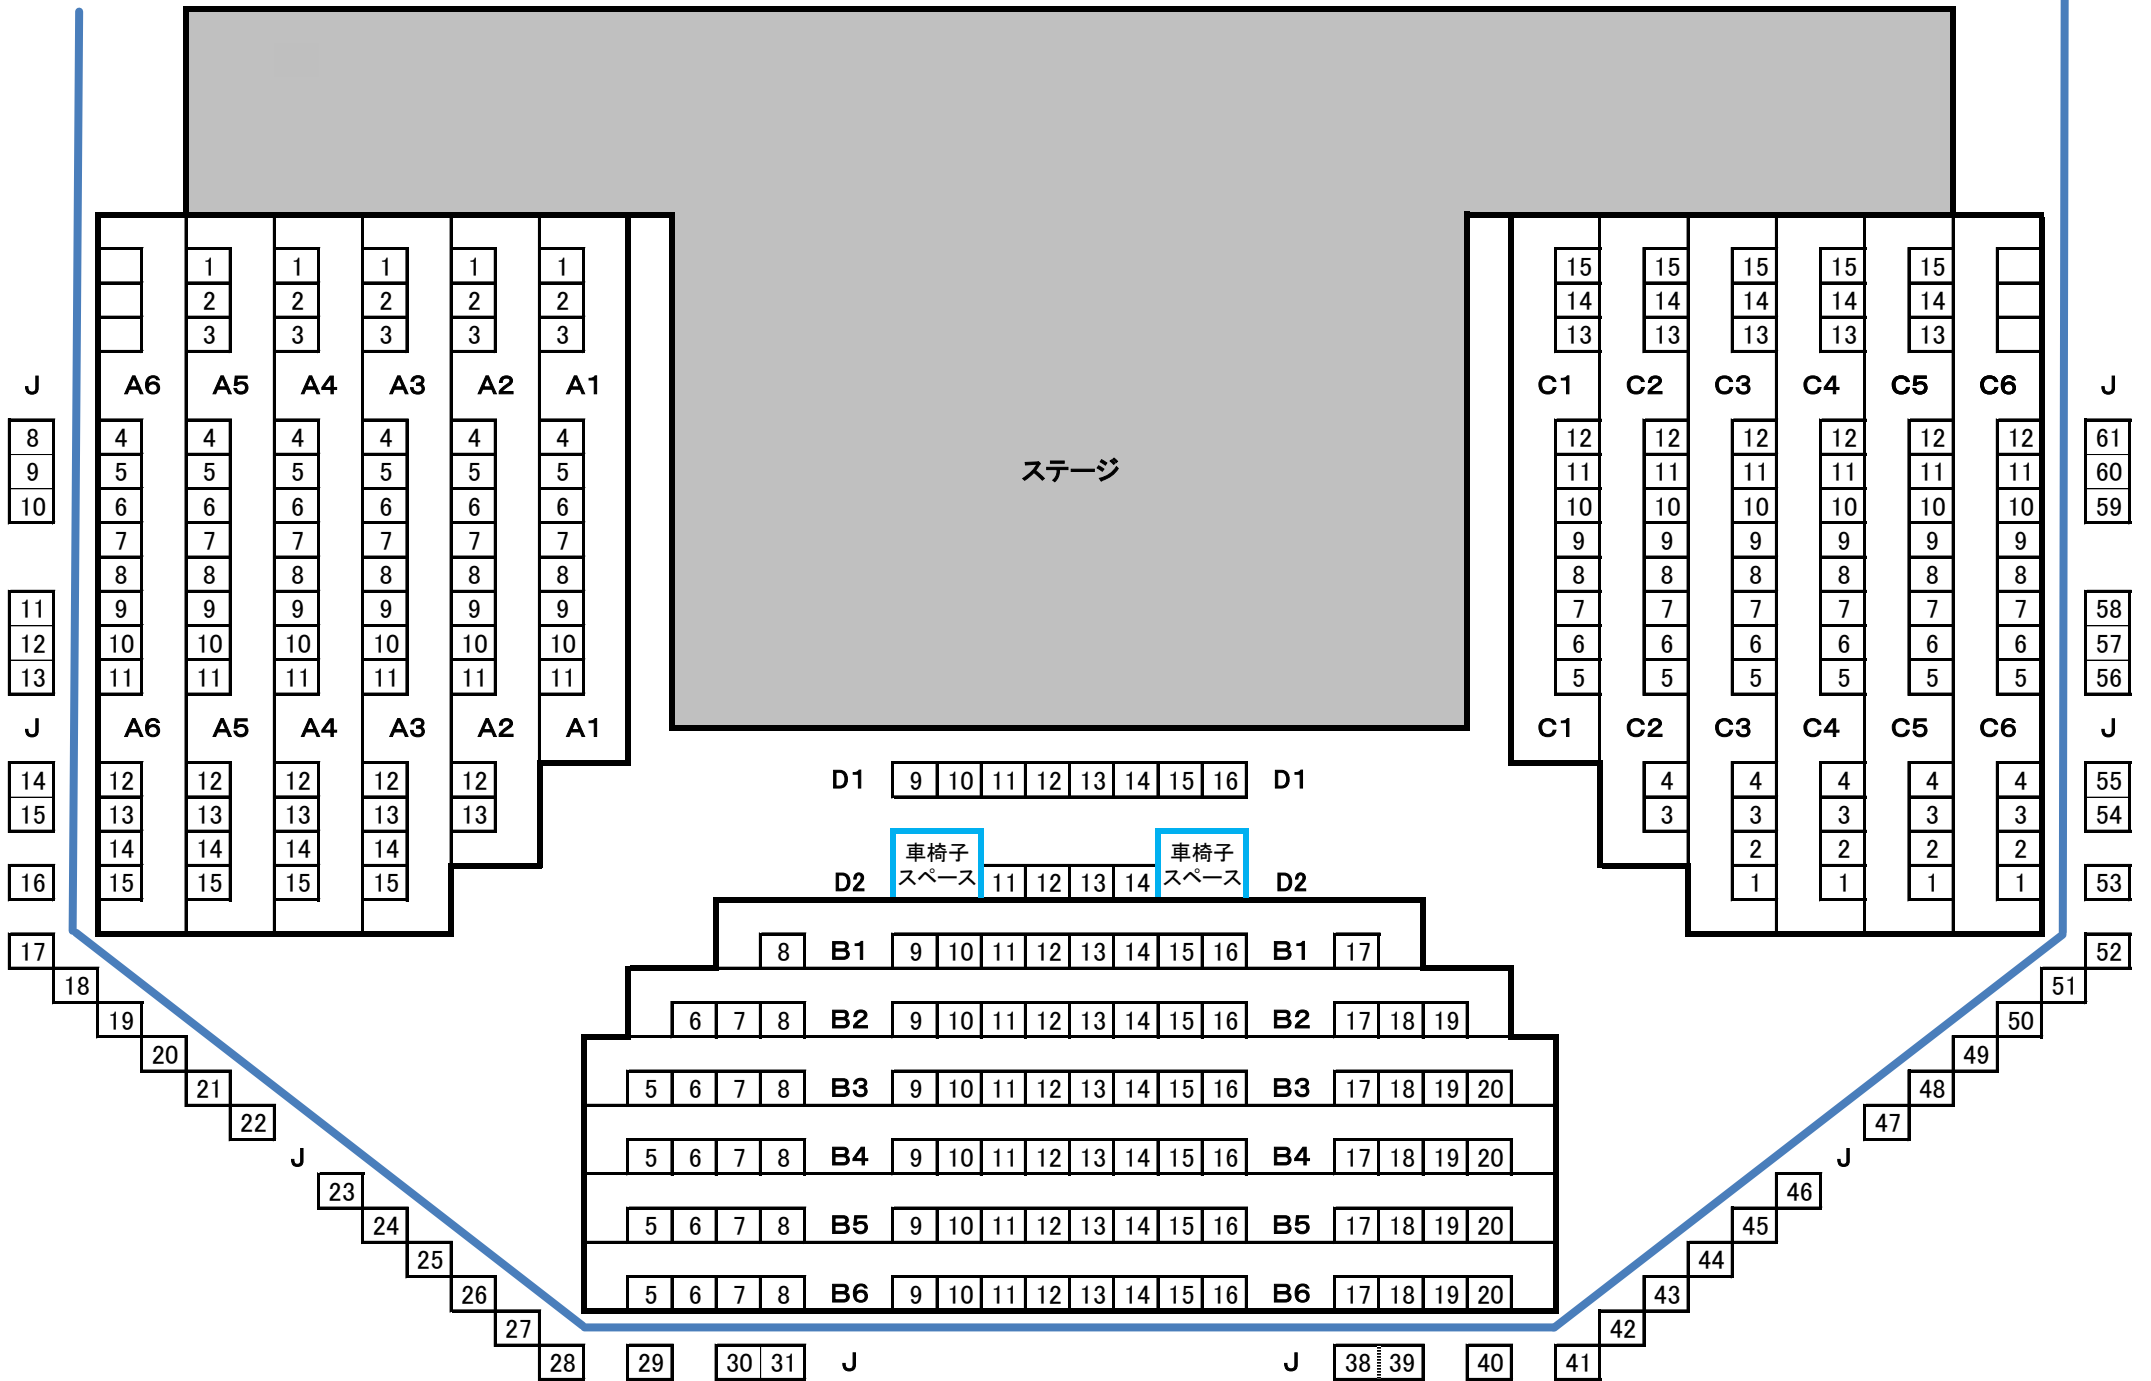 1 1 1 1 1 15 15 15 15 15
2 2 2 2 2 14 14 14 14 14
3 3 3 3 3 13 13 13 13 13
J A6 A5 A4 A3 A2 A1 C1 C2 C3 C4 C5 C6 J
8 4 4 4 4 4 4 12 12 12 12 12 12 61
9 5 5 5 5 5 5 ステージ 11 11 11 11 11 11 60
10 6 6 6 6 6 6 10 10 10 10 10 10 59
7 7 7 7 7 7 9 9 9 9 9 9
8 8 8 8 8 8 8 8 8 8 8 8
11 9 9 9 9 9 9 7 7 7 7 7 7 58
12 10 10 10 10 10 10 6 6 6 6 6 6 57
13 11 11 11 11 11 11 5 5 5 5 5 5 56
J A6 A5 A4 A3 A2 A1 C1 C2 C3 C4 C5 C6 J
14 12 12 12 12 12 D1 9 10 11 12 13 14 15 16 D1 4 4 4 4 4 55
15 13 13 13 13 13 3 3 3 3 3 54
14 14 14 14 車椅子 車椅子 2 2 2 2
16 15 15 15 15 D2 スペース 11 12 13 14 スペース D2 1 1 1 1 53
17 8 B1 9 10 11 12 13 14 15 16 B1 17 52
18 51
19 6 7 8 B2 9 10 11 12 13 14 15 16 B2 17 18 19 50
20 49
21 5 6 7 8 B3 9 10 11 12 13 14 15 16 B3 17 18 19 20 48
22 47
J 5 6 7 8 B4 9 10 11 12 13 14 15 16 B4 17 18 19 20 J
23 46
24 5 6 7 8 B5 9 10 11 12 13 14 15 16 B5 17 18 19 20 45
25 44
26 5 6 7 8 B6 9 10 11 12 13 14 15 16 B6 17 18 19 20 43
27 42
28 29 30 31 J J 38 39 40 41